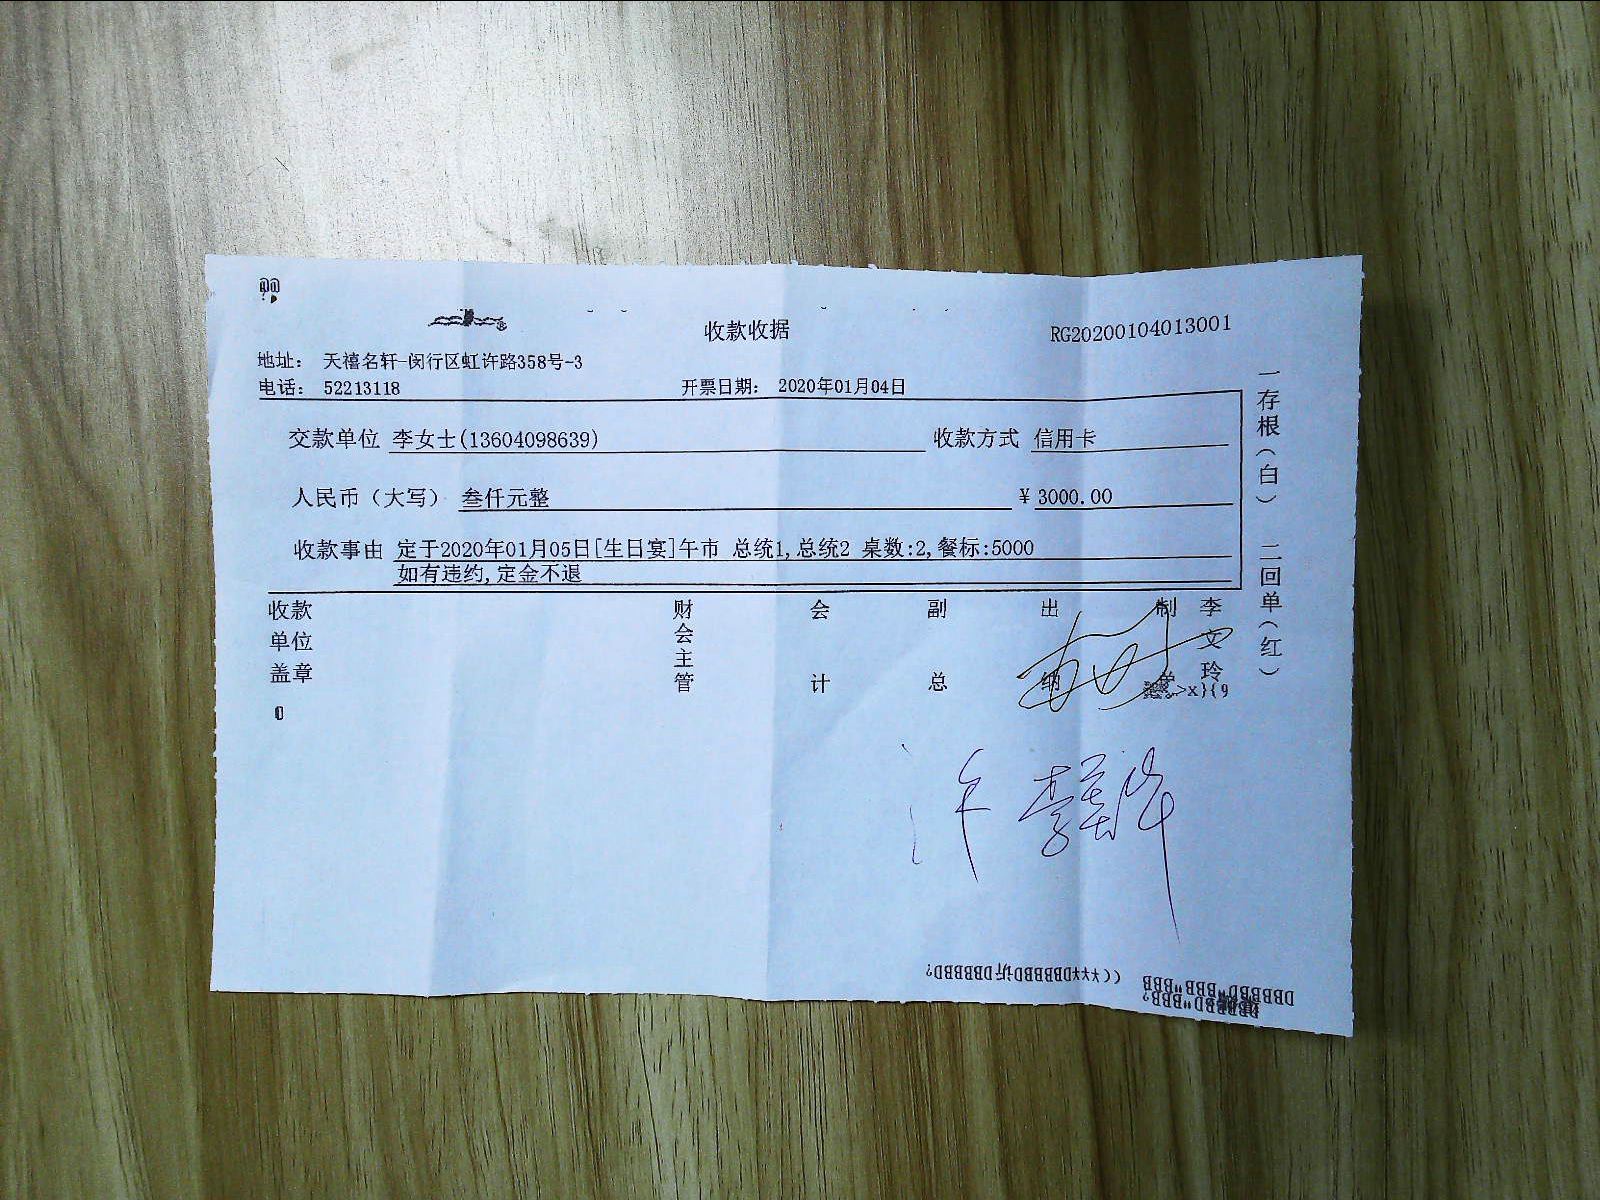 收款收据
RG20200104013001
地址： 天禧名轩-闵行区虹许路358号-3
电话： 52213118 开票日期： 2020年01月04日
交款单位 李女士(13604098639) 收款方式 信用卡
人民币（大写） 叁仟元整 ¥ 3000.00
收款事由 定于2020年01月05日[生日宴]午市 总统1,总统2 桌数:2,餐标:5000
如有违约,定金不退
收款单位盖章
财会主管
会计
副总
出纳
制单
李文玲
一存根（白） 二回单（红）